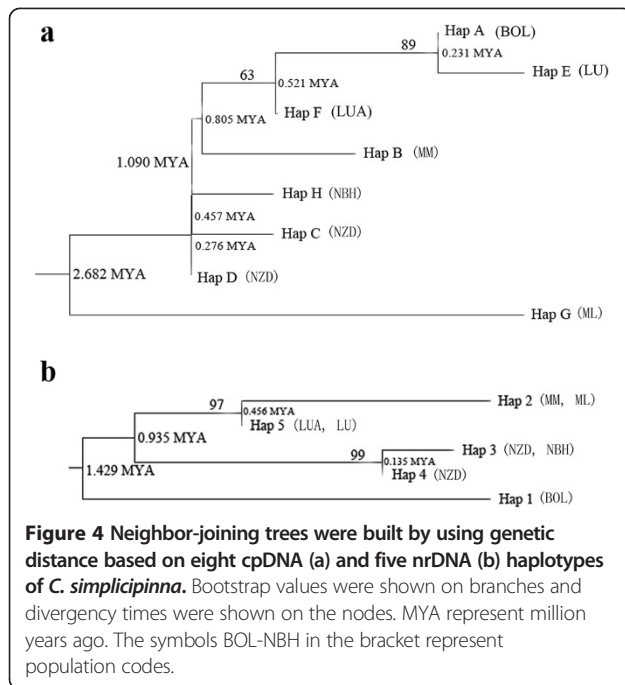 a
Hap A (BOL)
89
0.231 MYA
Hap E (LU)
63
0.521 MYA
Hap F (LUA)
0.805 MYA
Hap B (MM)
1.090 MYA
Hap H (NBH)
0.457 MYA
Hap C (NZD)
0.276 MYA
Hap D (NZD)
2.682 MYA
Hap G (ML)
b
97
Hap 2 (MM, ML)
0.456 MYA
Hap 5 (LUA, LU)
0.935 MYA
99
Hap 3 (NZD, NBH)
0.135 MYA
Hap 4 (NZD)
1.429 MYA
Hap 1 (BOL)
Figure 4 Neighbor-joining trees were built by using genetic
distance based on eight cpDNA (a) and five nrDNA (b) haplotypes
of C. simplicipinna. Bootstrap values were shown on branches and
divergency times were shown on the nodes. MYA represent million
years ago. The symbols BOL-NBH in the bracket represent
population codes.